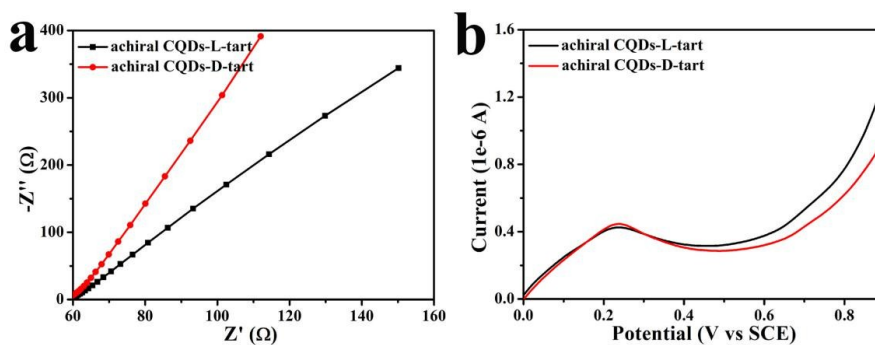 a
achiral CQDs-L-tart
achiral CQDs-D-tart
400
300
200
100
0
-Z'' (Ω)
60 80 100 120 140 160
Z' (Ω)
b
achiral CQDs-L-tart
achiral CQDs-D-tart
1.6
1.2
0.8
0.4
0.0
Current (1e-6 A)
0.0 0.2 0.4 0.6 0.8
Potential (V vs SCE)